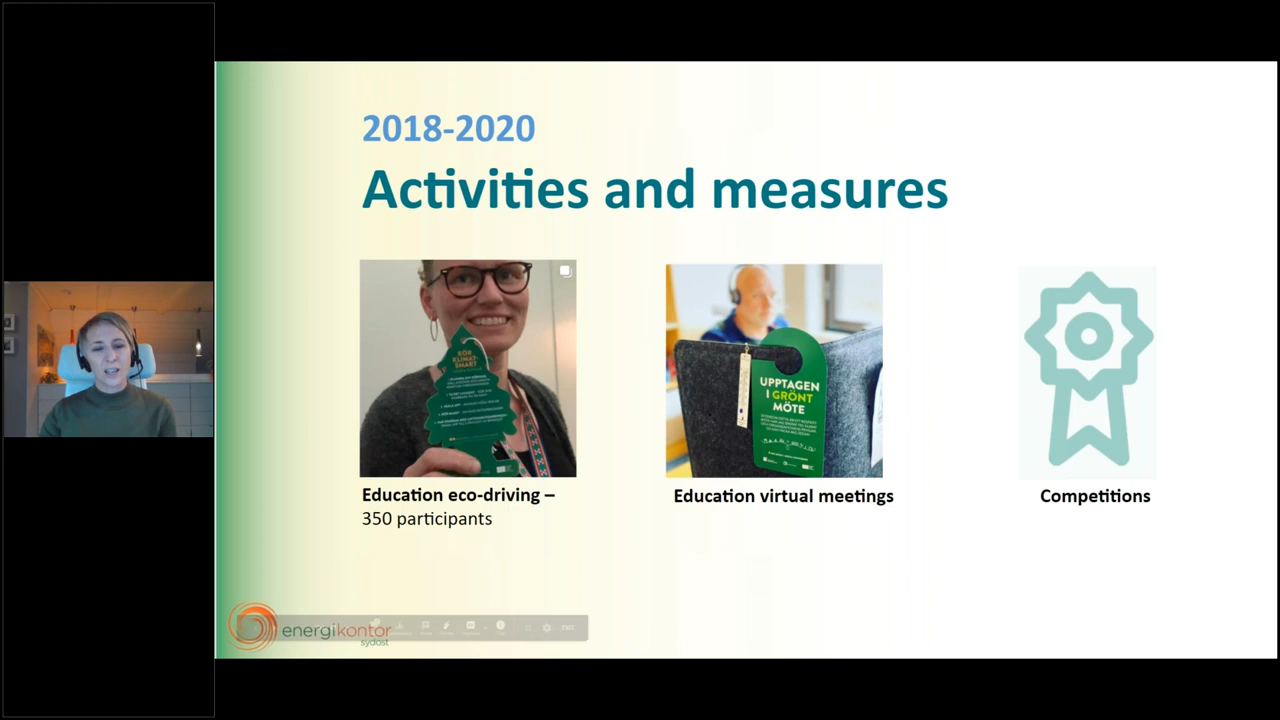 2018-2020
Activities and measures
KÖR
KLIMAT-
SMART
UPPTAGEN
I GRÖNT
MÖTE
Education eco-driving –
350 participants
Education virtual meetings
Competitions
energikontor
sydost